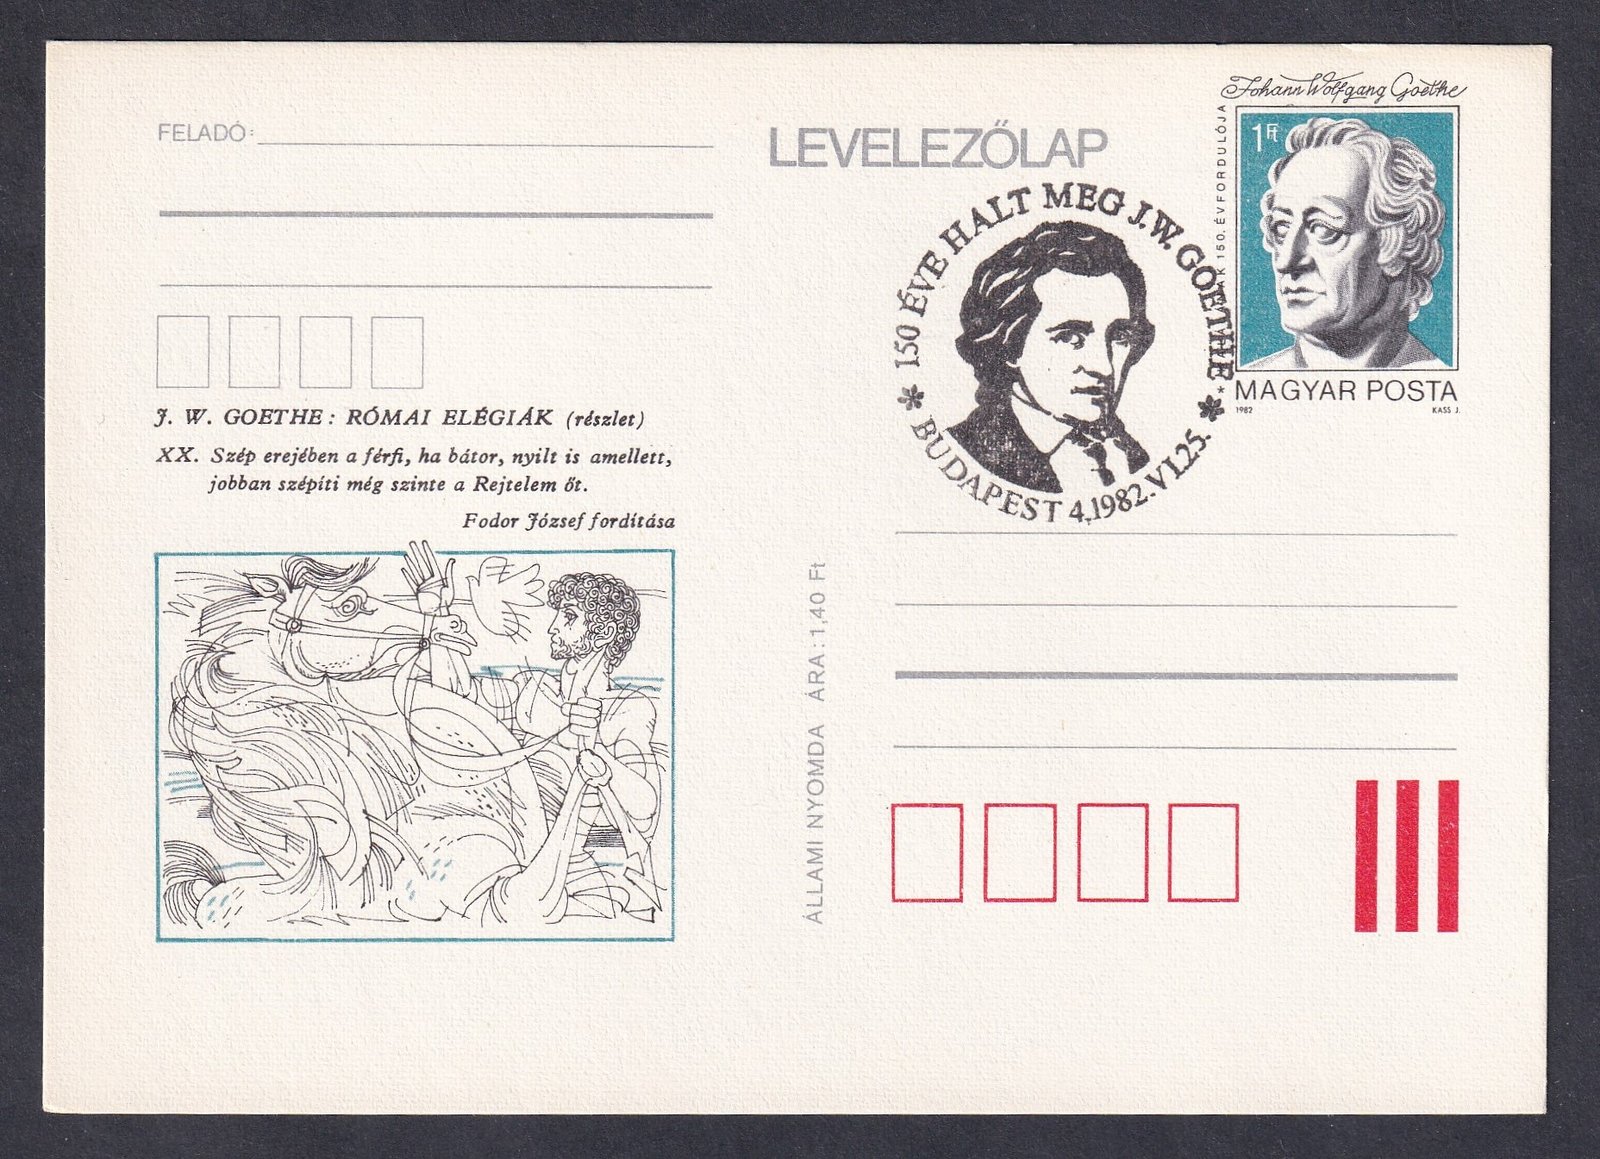 FELADÓ:
J. W. GOETHE: RÓMAI ELÉGIÁK (részlet)
XX. Szép erejében a férfi, ha bátor, nyilt is amellett,
jobban szépíti még szinte a Rejtelem őt.
Fodor József fordítása
ÁLLAMI NYOMDA ÁRA: 1,40 Ft
LEVELEZŐLAP
150 ÉVE HALT MEG J.W. GOETHE
BUDAPEST 4, 1982.VI.25.
Johann Wolfgang Goethe
150. ÉVFORDULÓJA
1 Ft
MAGYAR POSTA
1982 KASS J.